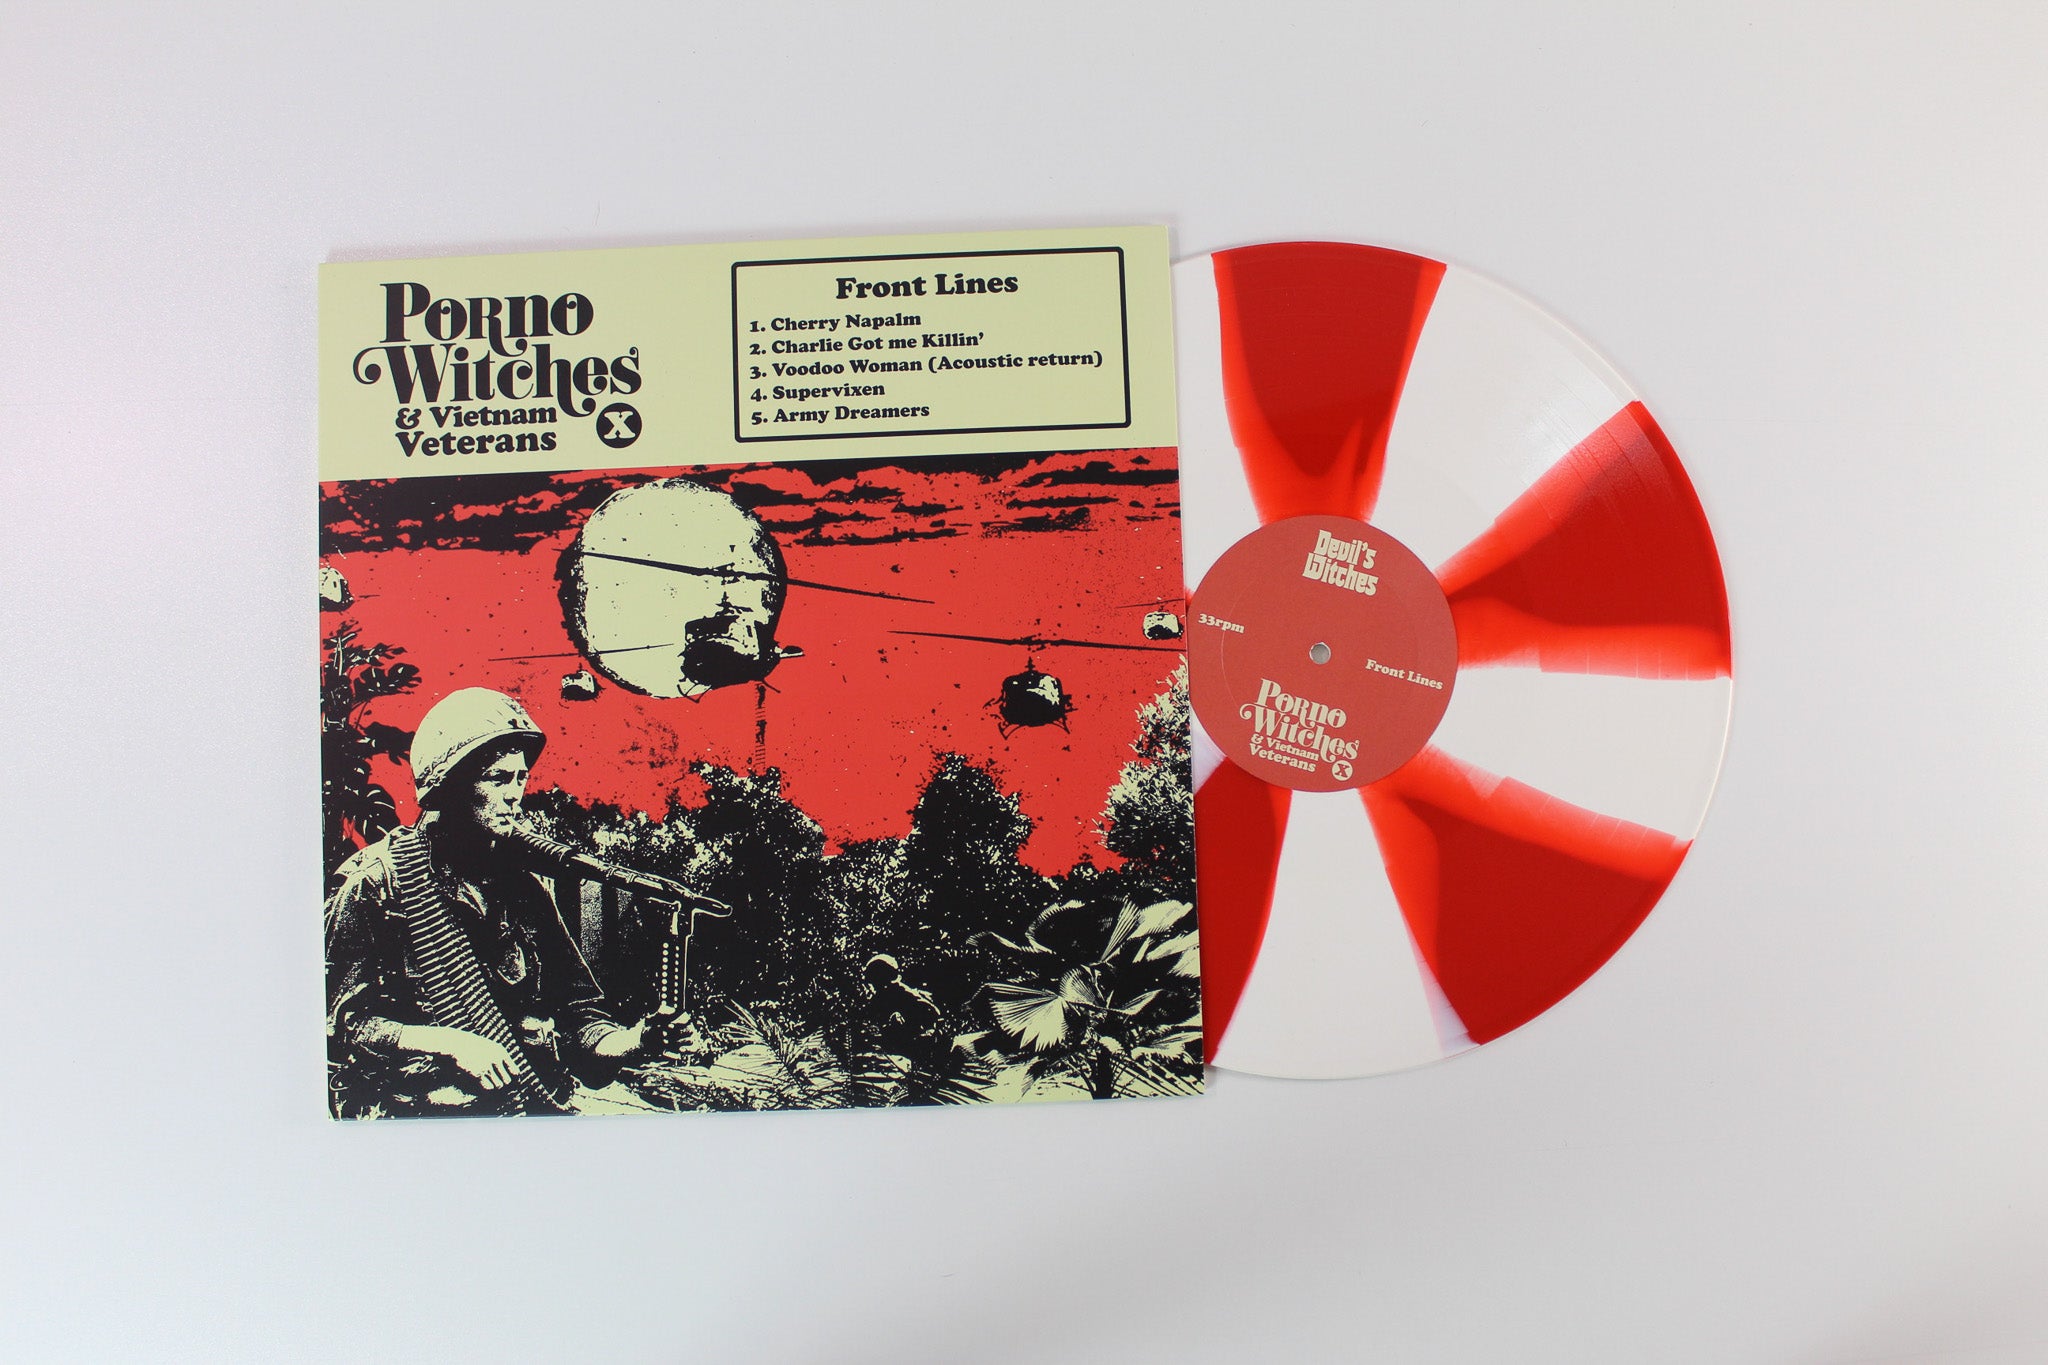 Porno
Witches
& Vietnam
Veterans X
Front Lines
1. Cherry Napalm
2. Charlie Got me Killin'
3. Voodoo Woman (Acoustic return)
4. Supervixen
5. Army Dreamers
Devil's
Witches
33rpm
Front Lines
Porno
Witches
& Vietnam
Veterans X